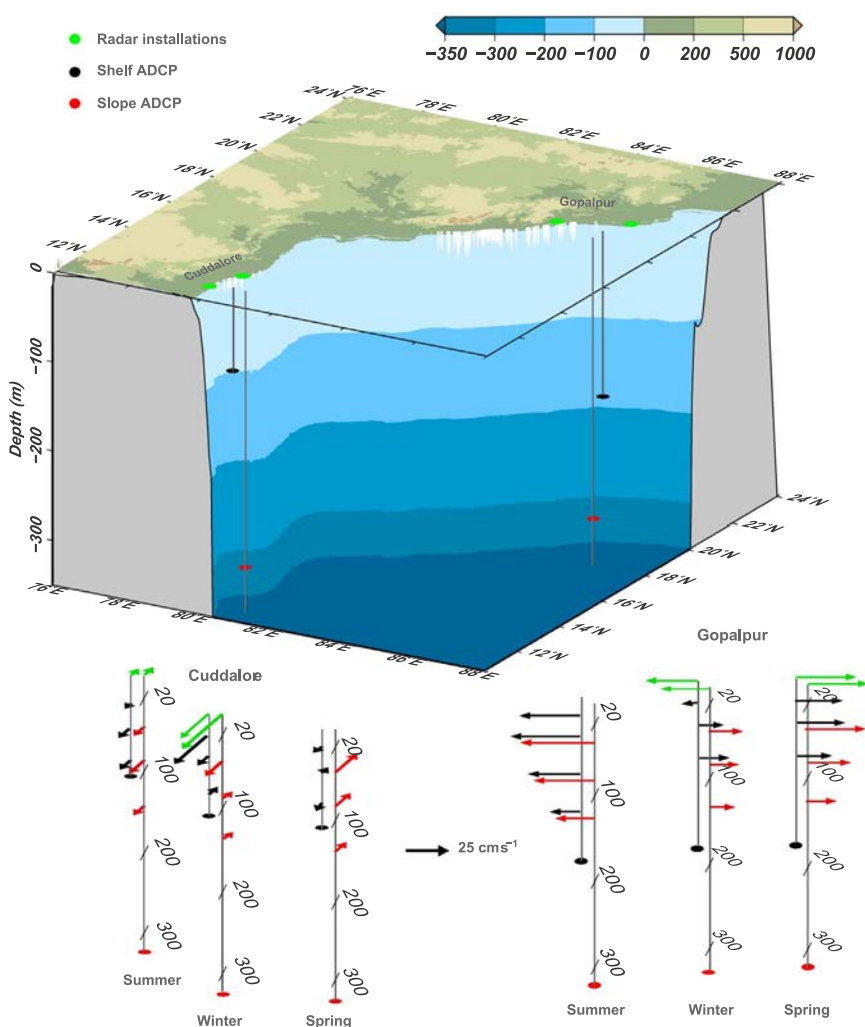 Radar installations
Shelf ADCP
Slope ADCP
−350 −300 −200 −100 0 200 500 1000
24˚N 22˚N 20˚N 18˚N 16˚N 14˚N 12˚N
76˚E 78˚E 80˚E 82˚E 84˚E 86˚E 88˚E
Gopalpur
Cuddalore
Depth (m)
0
−100
−200
−300
76˚E 78˚E 80˚E 82˚E 84˚E 86˚E 88˚E
24˚N
22˚N
20˚N
18˚N
16˚N
14˚N
12˚N
Cuddalore
Gopalpur
20 100 200 300
Summer
20 100 200 300
Winter
20 100 200 300
Spring
25 cms⁻¹
20 100 200 300
Summer
20 100 200 300
Winter
20 100 200 300
Spring